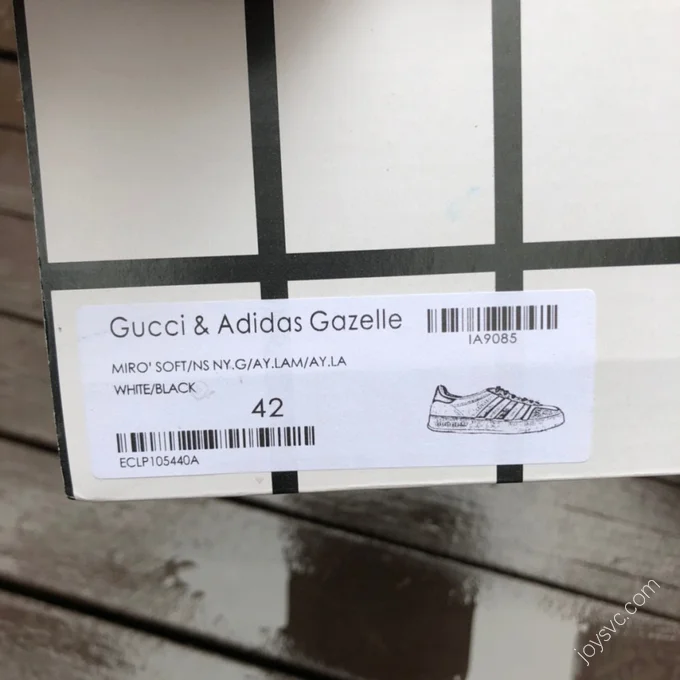 Gucci & Adidas Gazelle
IA9085
MIRO' SOFT/NS NY.G/AY.LAM/AY.LA
WHITE/BLACK
42
ECLP105440A
joysvc.com